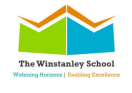 The Winstanley School
Widening Horizons | Enabling Excellence